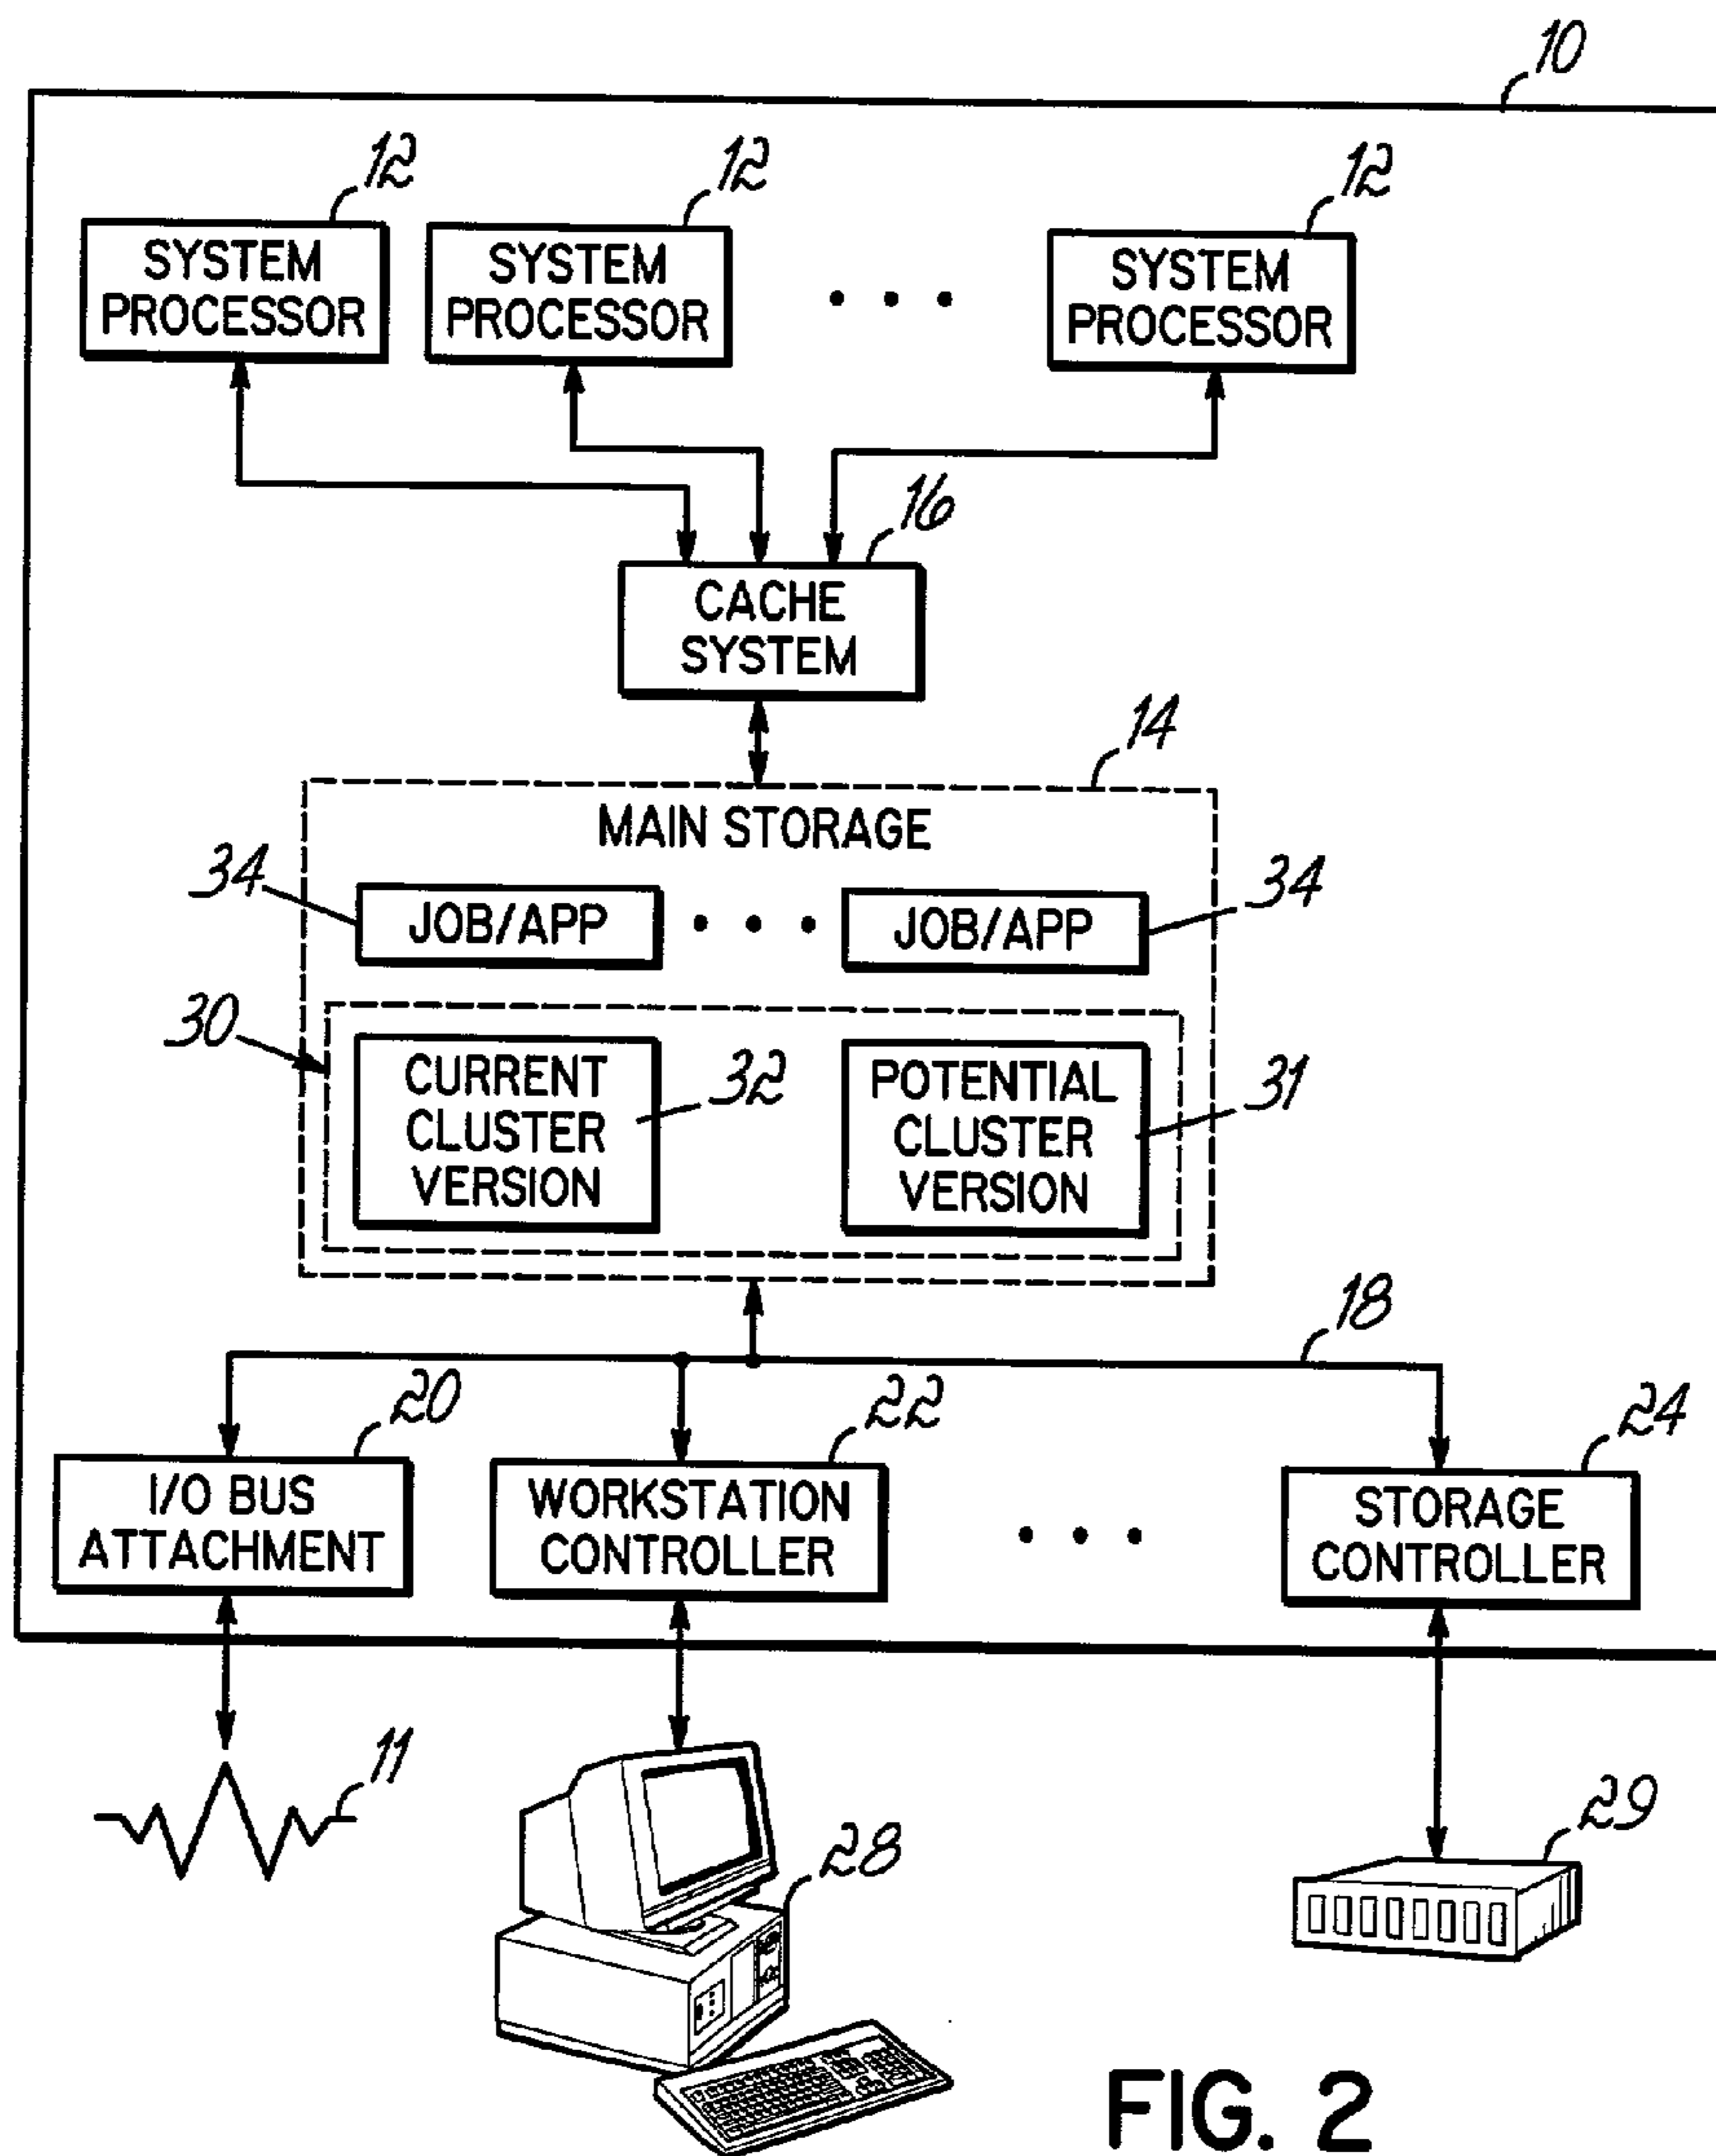 10
12
12
12
SYSTEM
PROCESSOR
SYSTEM
PROCESSOR
• • •
SYSTEM
PROCESSOR
16
CACHE
SYSTEM
14
MAIN STORAGE
34
JOB/APP
• • •
JOB/APP
34
30
CURRENT
CLUSTER
VERSION
32
POTENTIAL
CLUSTER
VERSION
31
18
20
22
24
I/O BUS
ATTACHMENT
WORKSTATION
CONTROLLER
• • •
STORAGE
CONTROLLER
11
28
29
FIG. 2